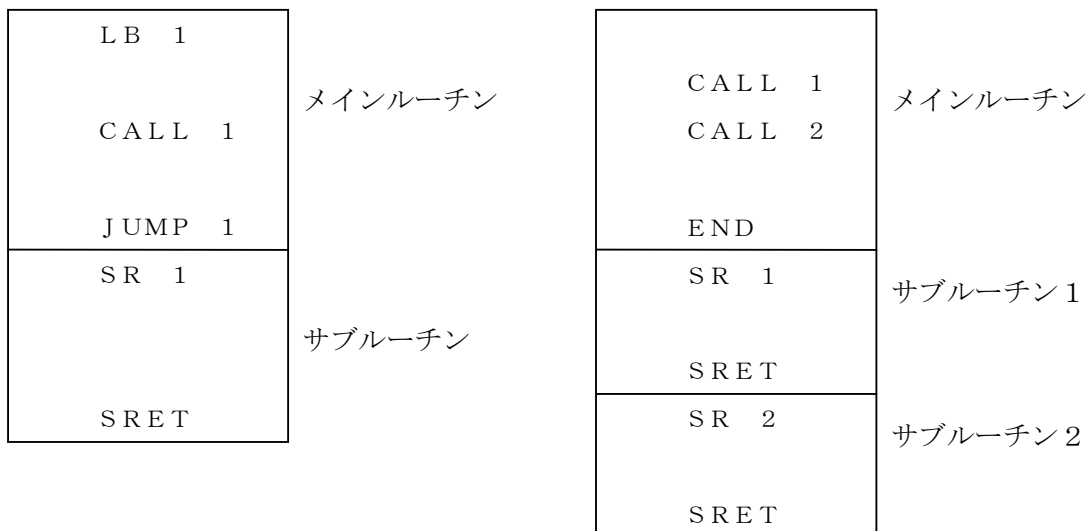 ＬＢ　１
ＣＡＬＬ　１
ＪＵＭＰ　１
メインルーチン
ＳＲ　１
ＳＲＥＴ
サブルーチン
ＣＡＬＬ　１
ＣＡＬＬ　２
ＥＮＤ
メインルーチン
ＳＲ　１
ＳＲＥＴ
サブルーチン１
ＳＲ　２
ＳＲＥＴ
サブルーチン２